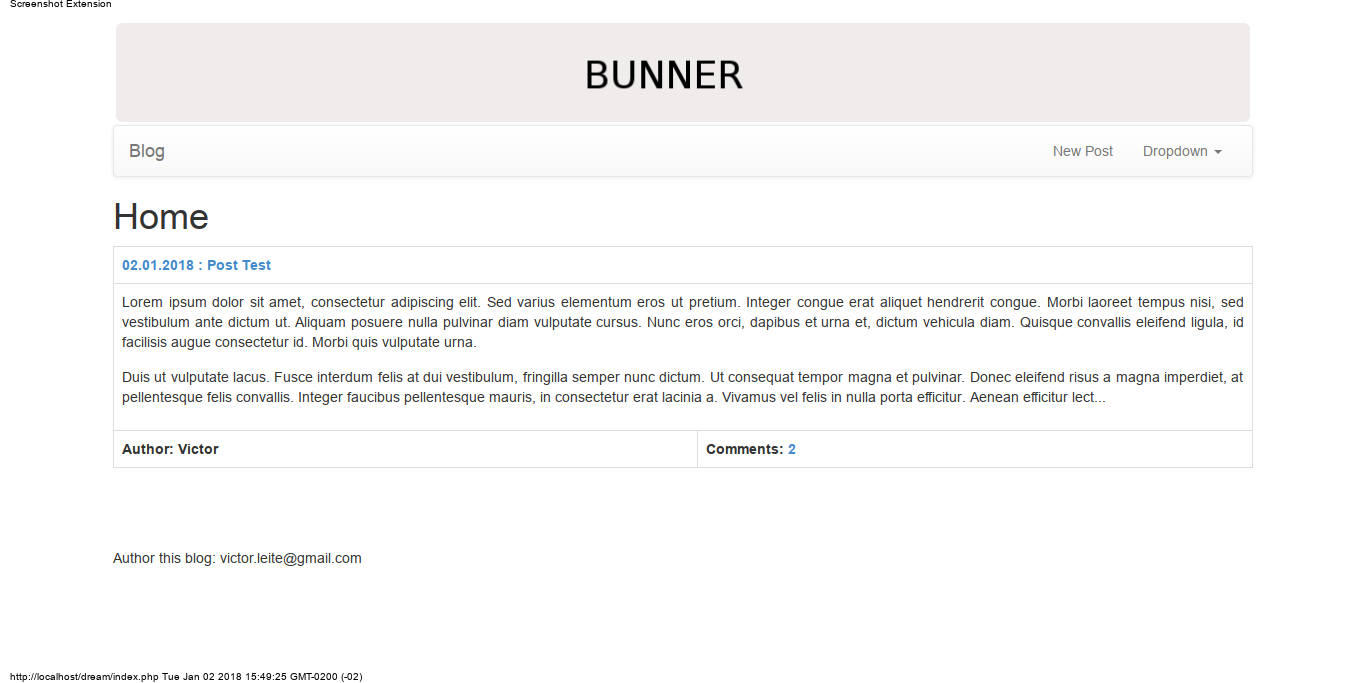 Screenshot Extension
BUNNER
Blog New Post Dropdown
Home
02.01.2018 : Post Test
Lorem ipsum dolor sit amet, consectetur adipiscing elit. Sed varius elementum eros ut pretium. Integer congue erat aliquet hendrerit congue. Morbi laoreet tempus nisi, sed
vestibulum ante dictum ut. Aliquam posuere nulla pulvinar diam vulputate cursus. Nunc eros orci, dapibus et urna et, dictum vehicula diam. Quisque convallis eleifend ligula, id
facilisis augue consectetur id. Morbi quis vulputate urna.
Duis ut vulputate lacus. Fusce interdum felis at dui vestibulum, fringilla semper nunc dictum. Ut consequat tempor magna et pulvinar. Donec eleifend risus a magna imperdiet, at
pellentesque felis convallis. Integer faucibus pellentesque mauris, in consectetur erat lacinia a. Vivamus vel felis in nulla porta efficitur. Aenean efficitur lect...
Author: Victor Comments: 2
Author this blog: victor.leite@gmail.com
http://localhost/dream/index.php Tue Jan 02 2018 15:49:25 GMT-0200 (-02)